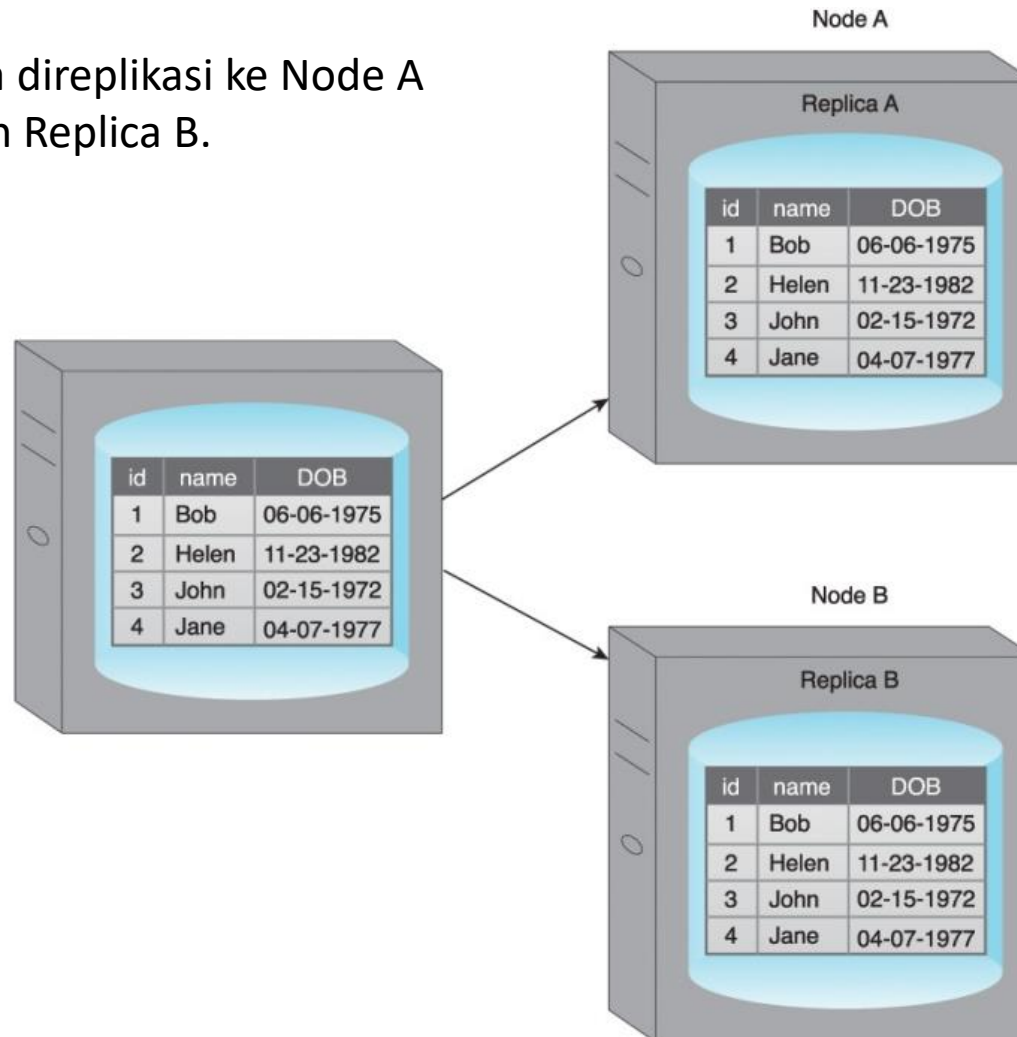 direplikasi ke Node A
Replica B.
Node A
Replica A
id name DOB
1 Bob 06-06-1975
2 Helen 11-23-1982
3 John 02-15-1972
4 Jane 04-07-1977
id name DOB
1 Bob 06-06-1975
2 Helen 11-23-1982
3 John 02-15-1972
4 Jane 04-07-1977
Node B
Replica B
id name DOB
1 Bob 06-06-1975
2 Helen 11-23-1982
3 John 02-15-1972
4 Jane 04-07-1977